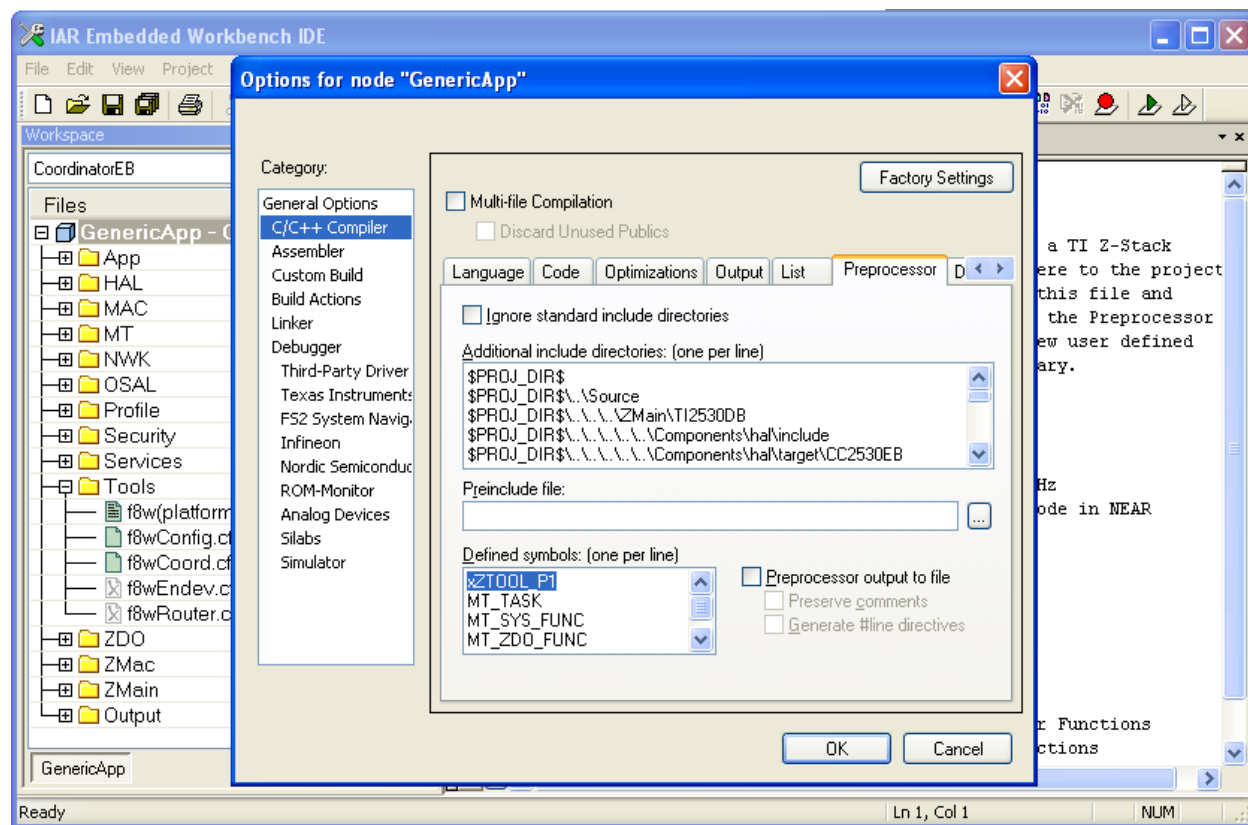 IAR Embedded Workbench IDE
File Edit View Project
Options for node "GenericApp"
Workspace
CoordinatorEB
Files
GenericApp - C
App
HAL
MAC
MT
NWK
OSAL
Profile
Security
Services
Tools
f8w(platform
f8wConfig.cf
f8wCoord.cf
f8wEndev.c
f8wRouter.c
ZDO
ZMac
ZMain
Output
GenericApp
Category:
General Options
C/C++ Compiler
Assembler
Custom Build
Build Actions
Linker
Debugger
Third-Party Driver
Texas Instruments
FS2 System Navig.
Infineon
Nordic Semiconduc
ROM-Monitor
Analog Devices
Silabs
Simulator
Factory Settings
Multi-file Compilation
Discard Unused Publics
Language Code Optimizations Output List Preprocessor D
Ignore standard include directories
Additional include directories: (one per line)
$PROJ_DIR$
$PROJ_DIR$\..\Source
$PROJ_DIR$\..\..\..\ZMain\TI2530DB
$PROJ_DIR$\..\..\..\..\..\Components\hal\include
$PROJ_DIR$\..\..\..\..\..\Components\hal\target\CC2530EB
Preinclude file:
...
Defined symbols: (one per line)
xZTOOL_P1
MT_TASK
MT_SYS_FUNC
MT_ZDO_FUNC
Preprocessor output to file
Preserve comments
Generate #line directives
OK Cancel
a TI Z-Stack
ere to the project
this file and
the Preprocessor
ew user defined
ary.
Hz
ode in NEAR
r Functions
ctions
Ready
Ln 1, Col 1
NUM